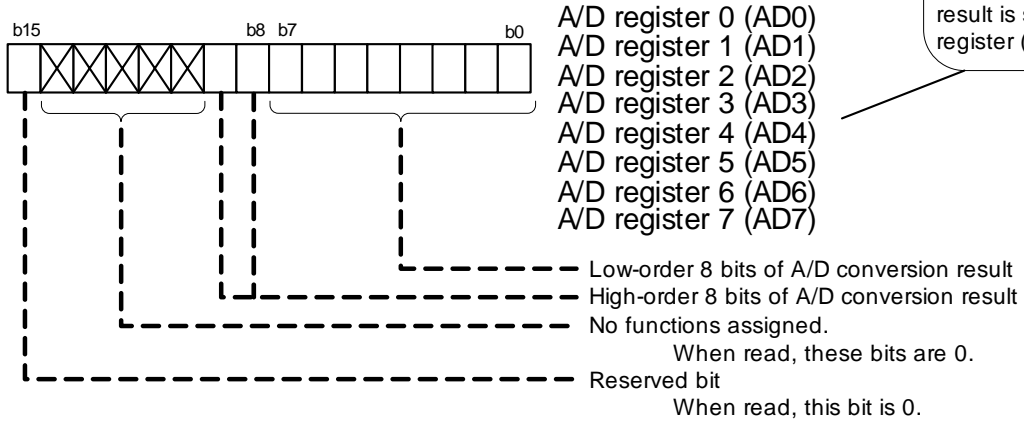 b15 b8 b7 b0
A/D register 0 (AD0)
A/D register 1 (AD1)
A/D register 2 (AD2)
A/D register 3 (AD3)
A/D register 4 (AD4)
A/D register 5 (AD5)
A/D register 6 (AD6)
A/D register 7 (AD7)
result is
register (
Low-order 8 bits of A/D conversion result
High-order 8 bits of A/D conversion result
No functions assigned.
When read, these bits are 0.
Reserved bit
When read, this bit is 0.